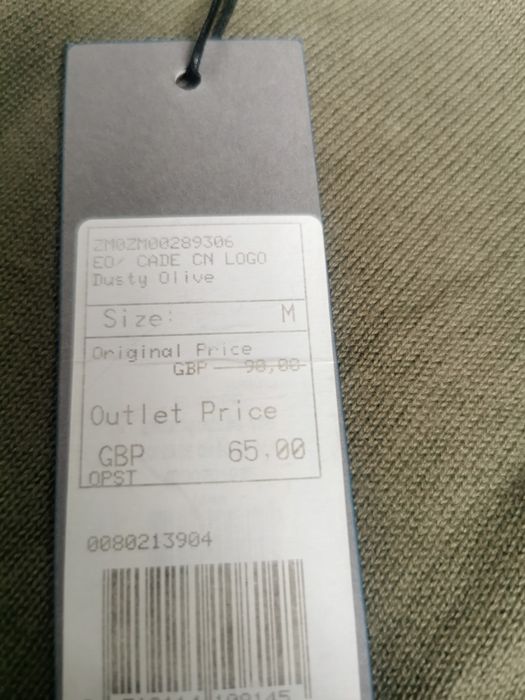 ZM0ZM00289306
EO/ CADE CN LOGO
Dusty Olive
Size: M
Original Price
GBP 90,00
Outlet Price
GBP 65,00
OPST
0080213904